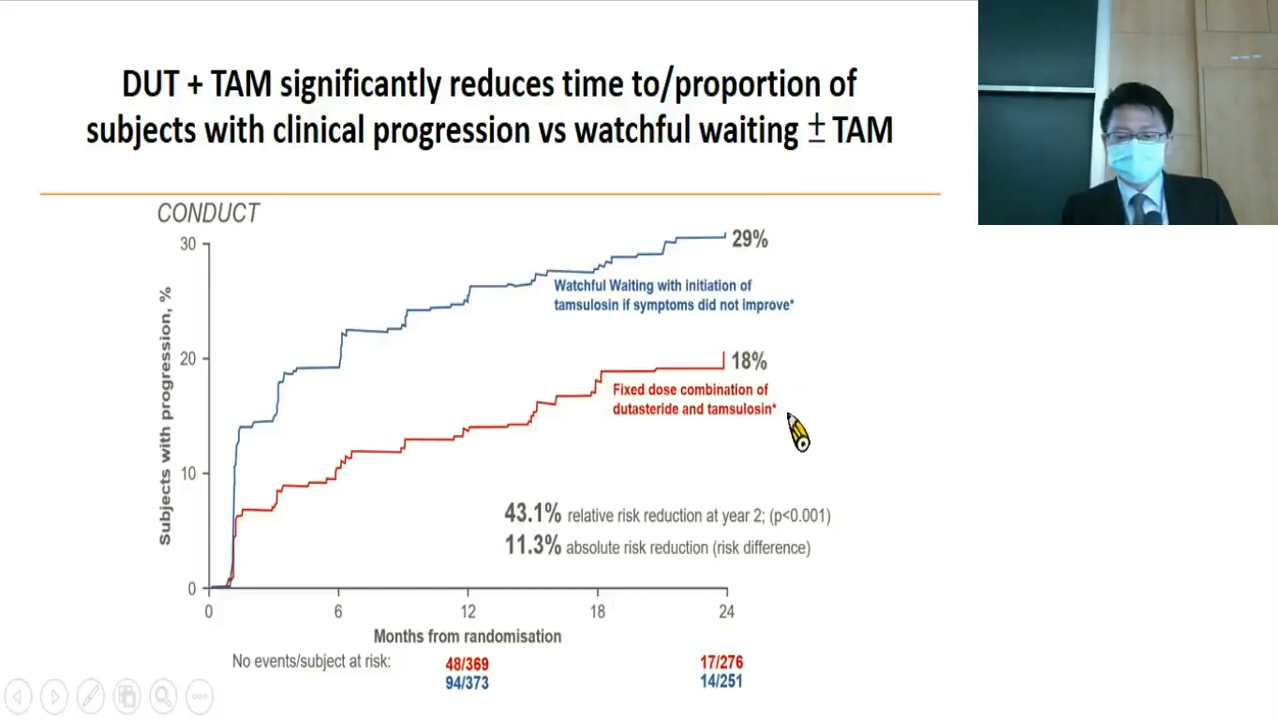 DUT + TAM significantly reduces time to/proportion of
subjects with clinical progression vs watchful waiting ± TAM
CONDUCT
Subjects with progression, %
30
20
10
0
29%
Watchful Waiting with initiation of
tamsulosin if symptoms did not improve*
18%
Fixed dose combination of
dutasteride and tamsulosin*
43.1% relative risk reduction at year 2; (p<0.001)
11.3% absolute risk reduction (risk difference)
0 6 12 18 24
Months from randomisation
No events/subject at risk: 48/369 17/276
94/373 14/251